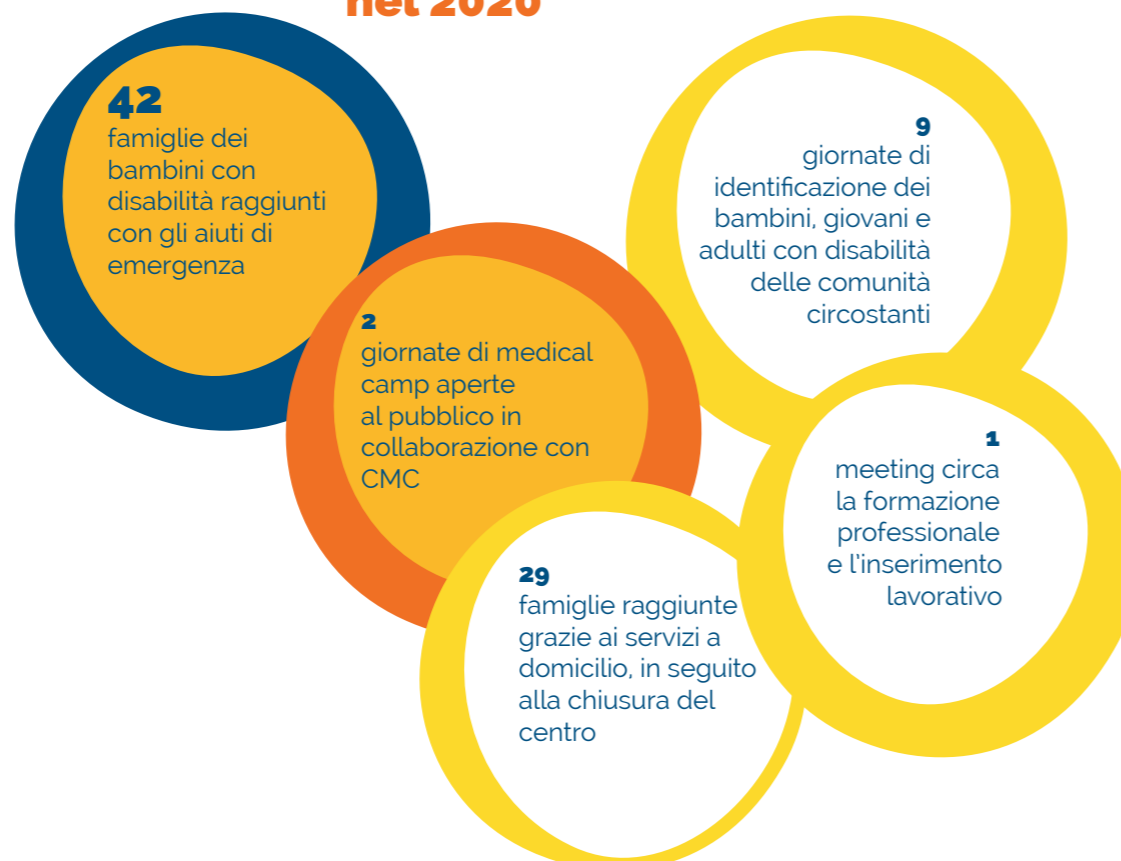 nel 2020
42
famiglie dei
bambini con
disabilità raggiunti
con gli aiuti di
emergenza
9
giornate di
identificazione dei
bambini, giovani e
adulti con disabilità
delle comunità
circostanti
2
giornate di medical
camp aperte
al pubblico in
collaborazione con
CMC
1
meeting circa
la formazione
professionale
e l'inserimento
lavorativo
29
famiglie raggiunte
grazie ai servizi a
domicilio, in seguito
alla chiusura del
centro